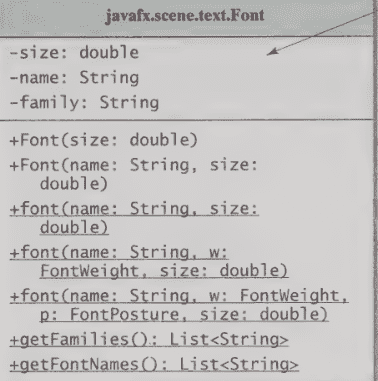 javafx.scene.text.Font
-size: double
-name: String
-family: String
+Font(size: double)
+Font(name: String, size:
double)
+font(name: String, size:
double)
+font(name: String, w:
FontWeight, size: double)
+font(name: String, w: FontWeight,
p: FontPosture, size: double)
+getFamilies(): List<String>
+getFontNames(): List<String>